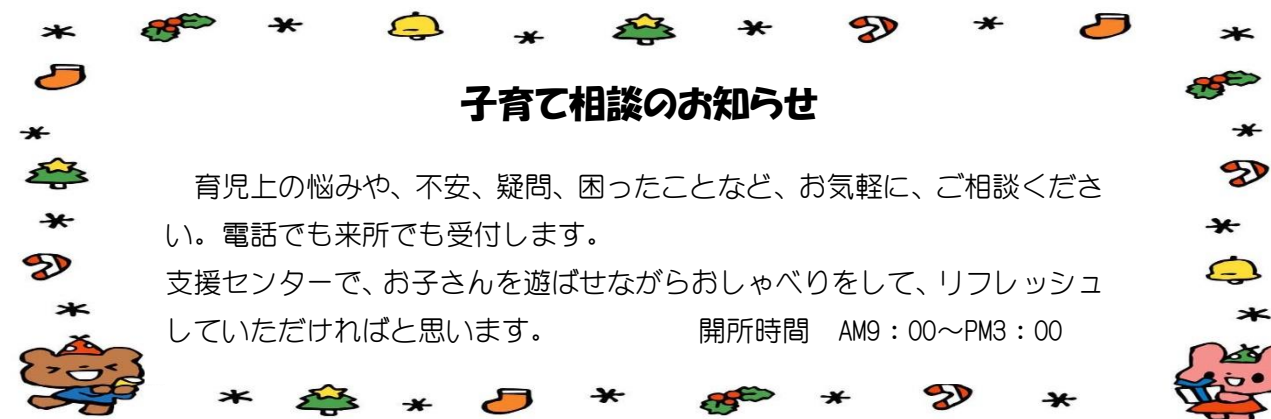 子育て相談のお知らせ
育児上の悩みや、不安、疑問、困ったことなど、お気軽に、ご相談くださ
い。電話でも来所でも受付します。
支援センターで、お子さんを遊ばせながらおしゃべりをして、リフレッシュ
していただければと思います。　開所時間　AM9：00～PM3：00